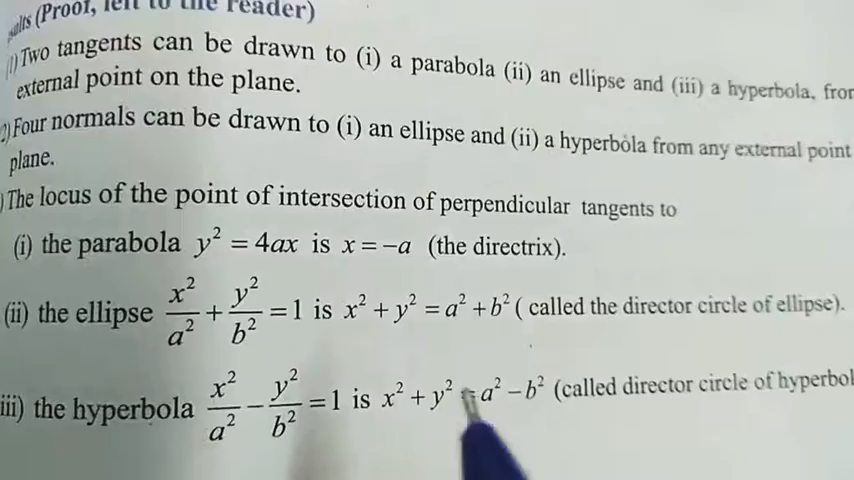 (Proof, left to the reader)
(1) Two tangents can be drawn to (i) a parabola (ii) an ellipse and (iii) a hyperbola,
external point on the plane.
2) Four normals can be drawn to (i) an ellipse and (ii) a hyperbola from any external point
plane.
) The locus of the point of intersection of perpendicular tangents to
(i) the parabola y² = 4ax is x = −a (the directrix).
(ii) the ellipse x²/a² + y²/b² = 1 is x² + y² = a² + b² ( called the director circle of ellipse).
iii) the hyperbola x²/a² − y²/b² = 1 is x² + y² = a² − b² (called director circle of hyperbol